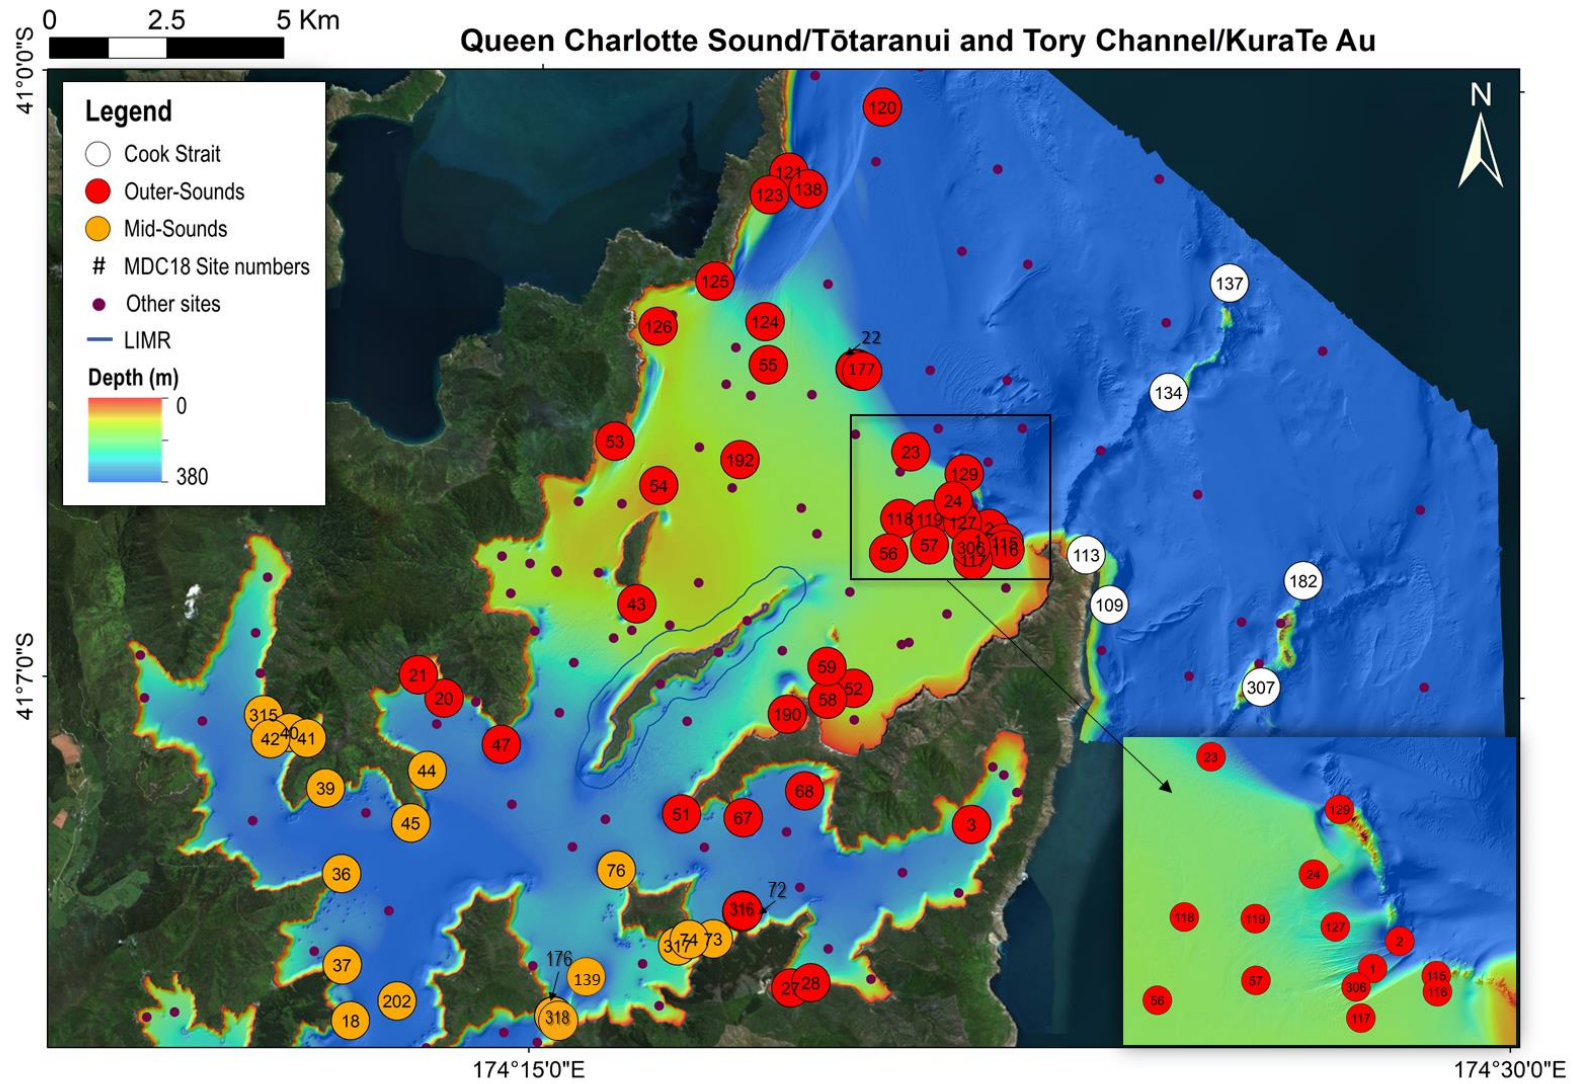 0 2.5 5 Km
Queen Charlotte Sound/Tōtaranui and Tory Channel/KuraTe Au
41°0'0"S
41°7'0"S
174°15'0"E
174°30'0"E
N
Legend
Cook Strait
Outer-Sounds
Mid-Sounds
# MDC18 Site numbers
Other sites
LIMR
Depth (m)
0
380
120
121
123 138
125
137
126 124
22
55 177
134
53
192 23
54 129
24
118 119 127 2
56 57 306 1 115
117 116
113
182
43 109
59
21 52
20 58 307
315 190
42 40 41 47
44
39 68
45 51 67 3
36 76
72
316
317 74 73
37 176 139
27 28
202
18 318
23
129
24
118 119 127
2
1
57 306 115
116
56
117